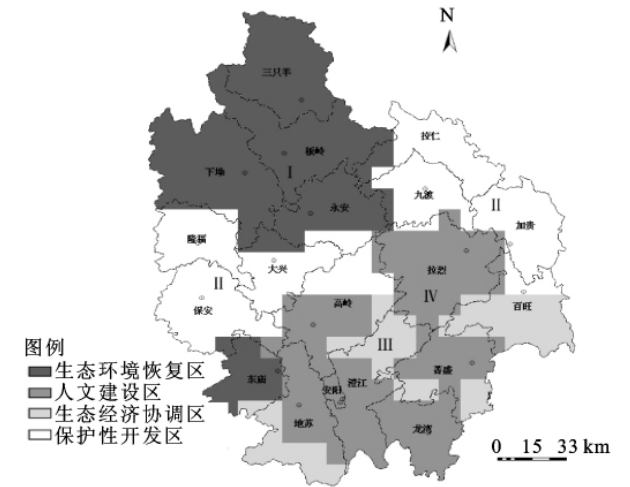 N
三只羊
拉仁
板岭
下坳
I
九渡
永安
II
加贵
隆福
大兴
拉烈
II
保安
IV
百旺
高岭
III
图例
生态环境恢复区
人文建设区
生态经济协调区
保护性开发区
东庙
菁盛
安阳
澄江
地苏
龙湾
0 15 33 km